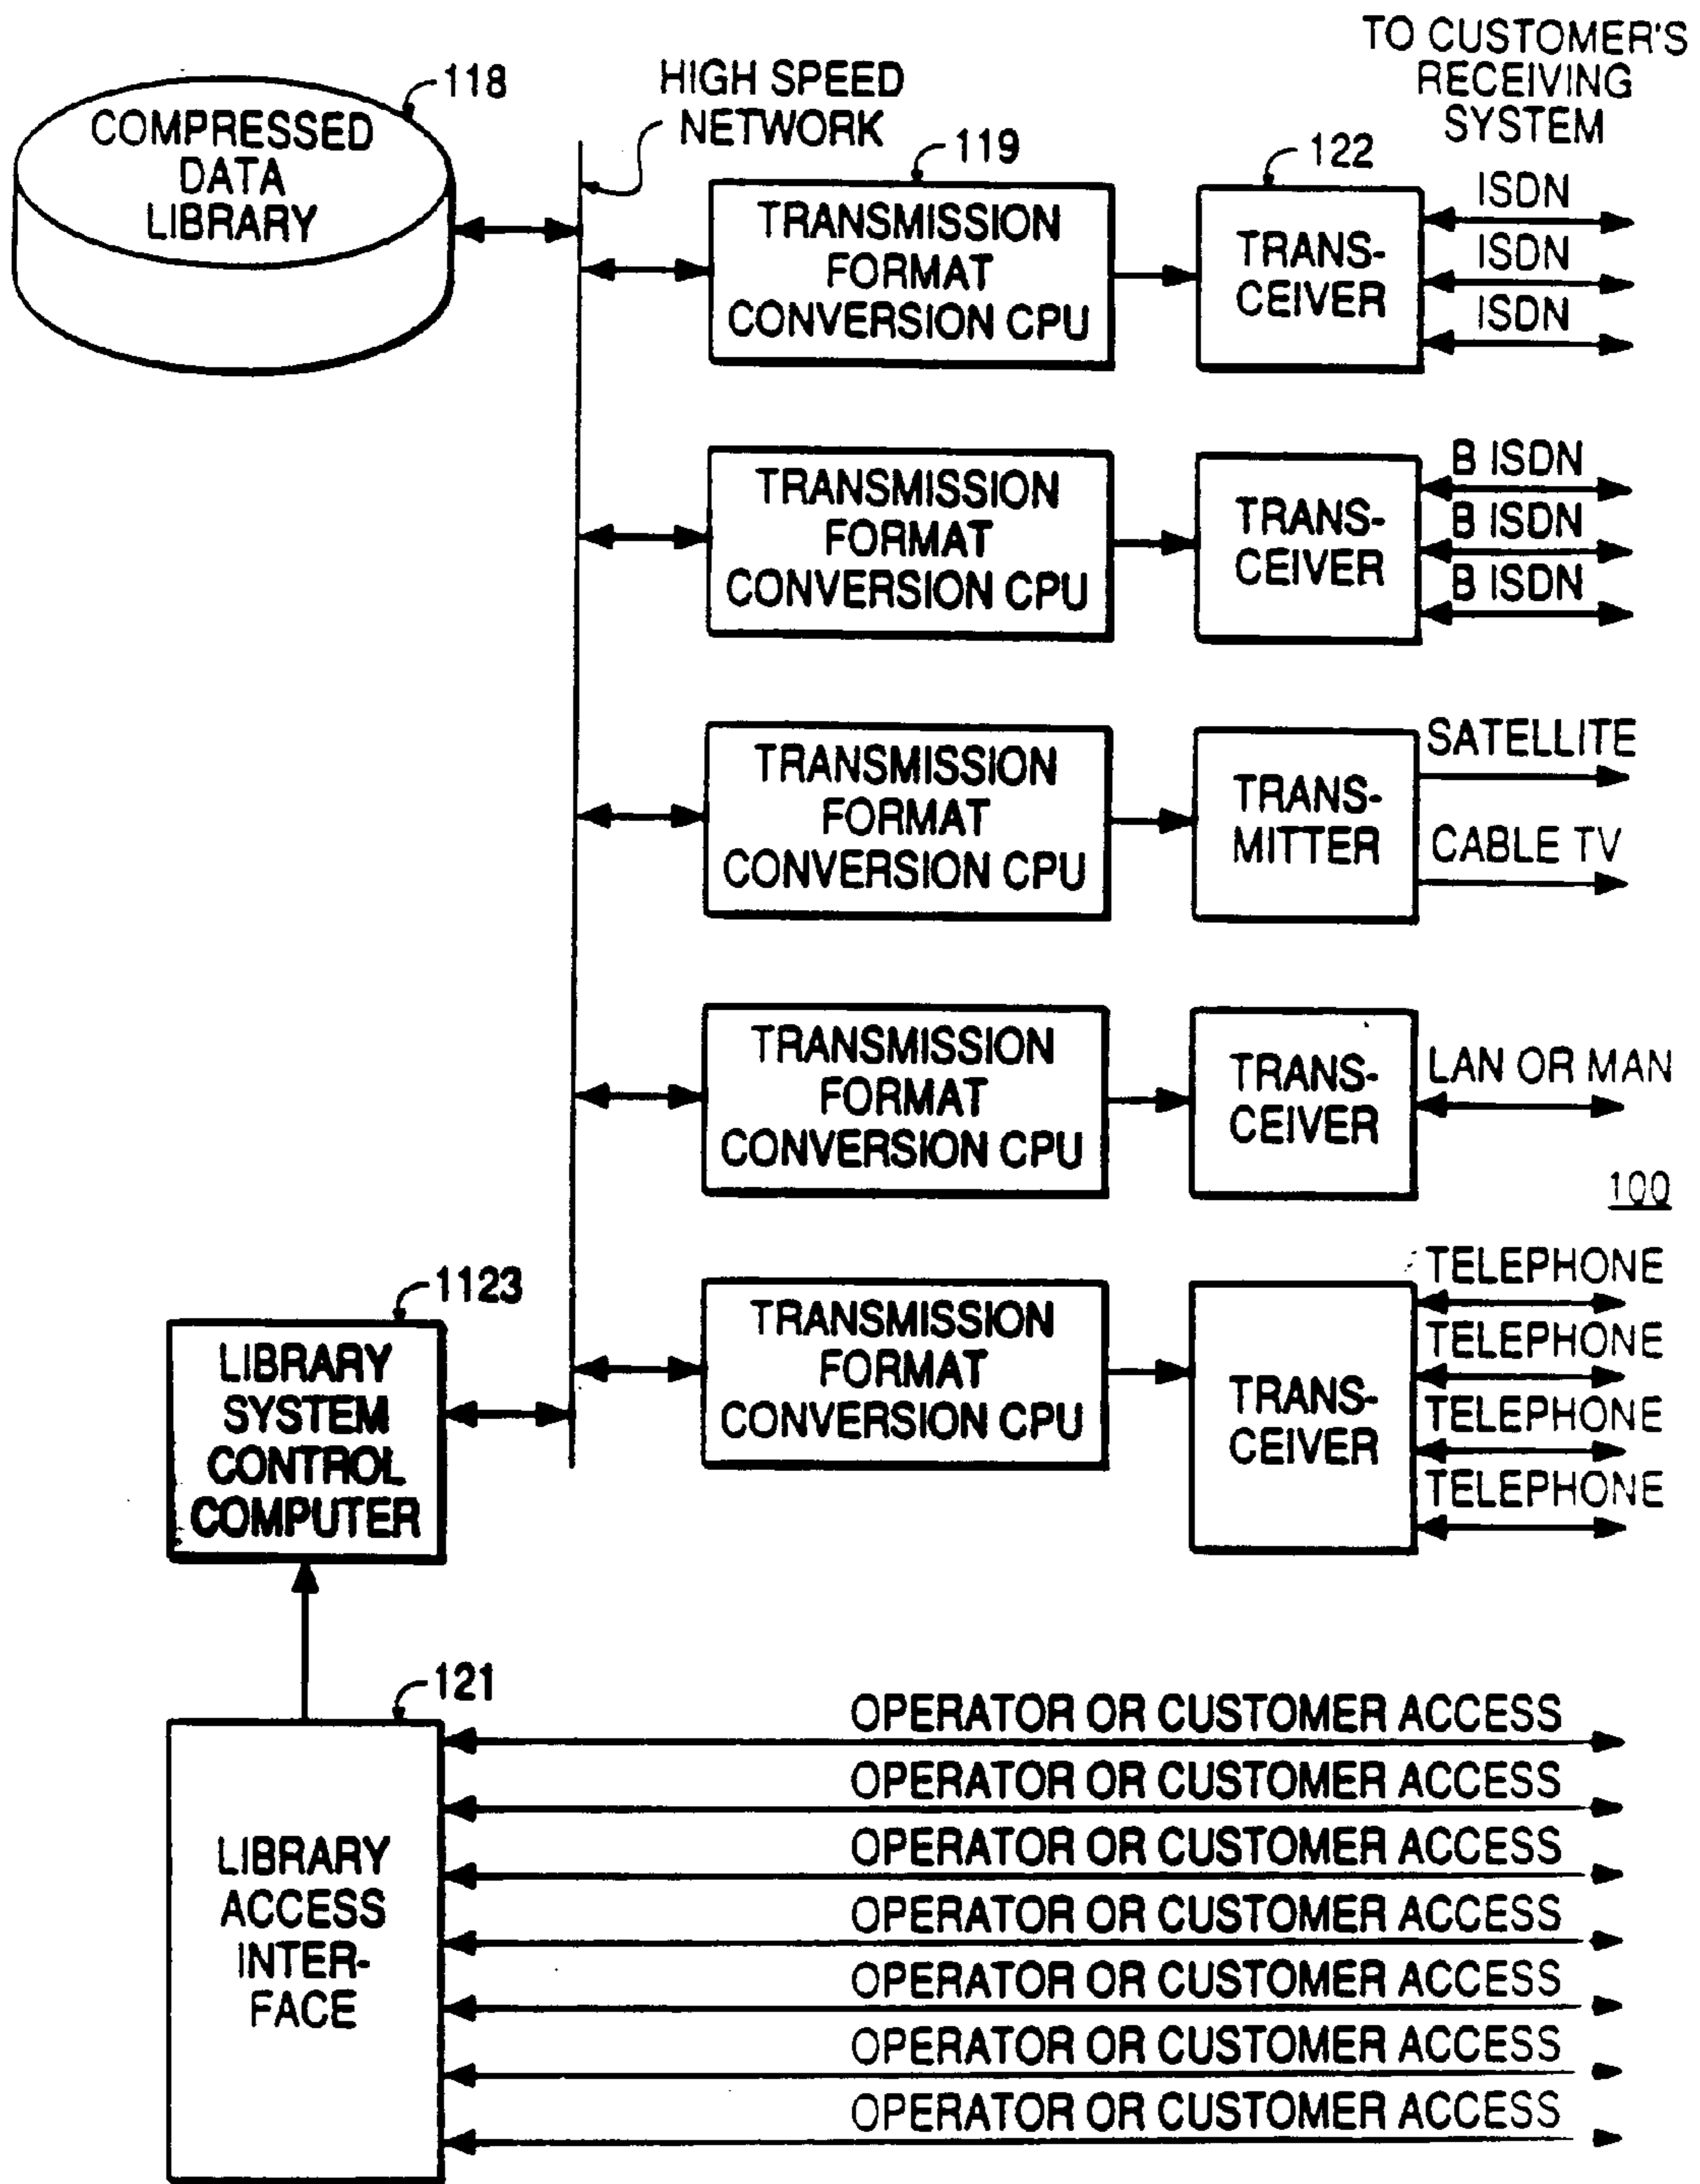 118
COMPRESSED
DATA
LIBRARY
HIGH SPEED
NETWORK
TO CUSTOMER'S
RECEIVING
SYSTEM
119
TRANSMISSION
FORMAT
CONVERSION CPU
122
TRANS-
CEIVER
ISDN
ISDN
ISDN
TRANSMISSION
FORMAT
CONVERSION CPU
TRANS-
CEIVER
B ISDN
B ISDN
B ISDN
TRANSMISSION
FORMAT
CONVERSION CPU
TRANS-
MITTER
SATELLITE
CABLE TV
TRANSMISSION
FORMAT
CONVERSION CPU
TRANS-
CEIVER
LAN OR MAN
100
1123
LIBRARY
SYSTEM
CONTROL
COMPUTER
TRANSMISSION
FORMAT
CONVERSION CPU
TRANS-
CEIVER
TELEPHONE
TELEPHONE
TELEPHONE
TELEPHONE
121
LIBRARY
ACCESS
INTER-
FACE
OPERATOR OR CUSTOMER ACCESS
OPERATOR OR CUSTOMER ACCESS
OPERATOR OR CUSTOMER ACCESS
OPERATOR OR CUSTOMER ACCESS
OPERATOR OR CUSTOMER ACCESS
OPERATOR OR CUSTOMER ACCESS
OPERATOR OR CUSTOMER ACCESS